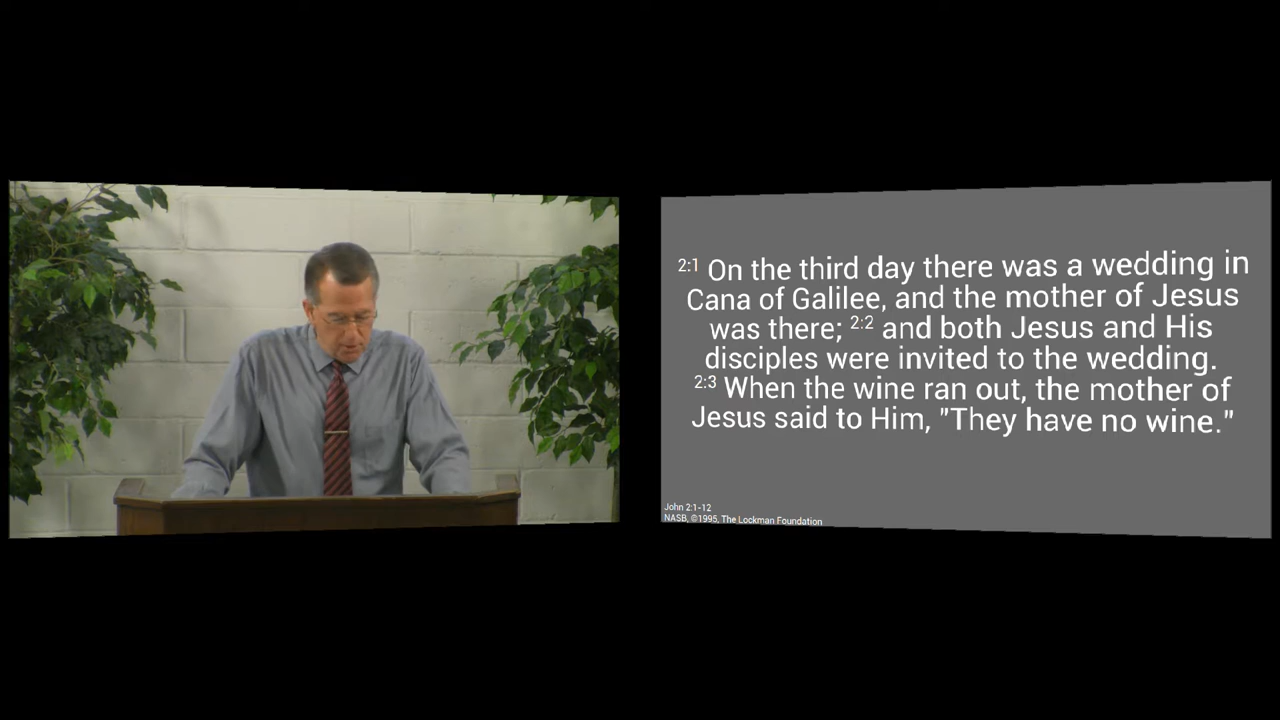 2:1 On the third day there was a wedding in
Cana of Galilee, and the mother of Jesus
was there; 2:2 and both Jesus and His
disciples were invited to the wedding.
2:3 When the wine ran out, the mother of
Jesus said to Him, "They have no wine."
John 2:1-12
NASB, ©1995, The Lockman Foundation